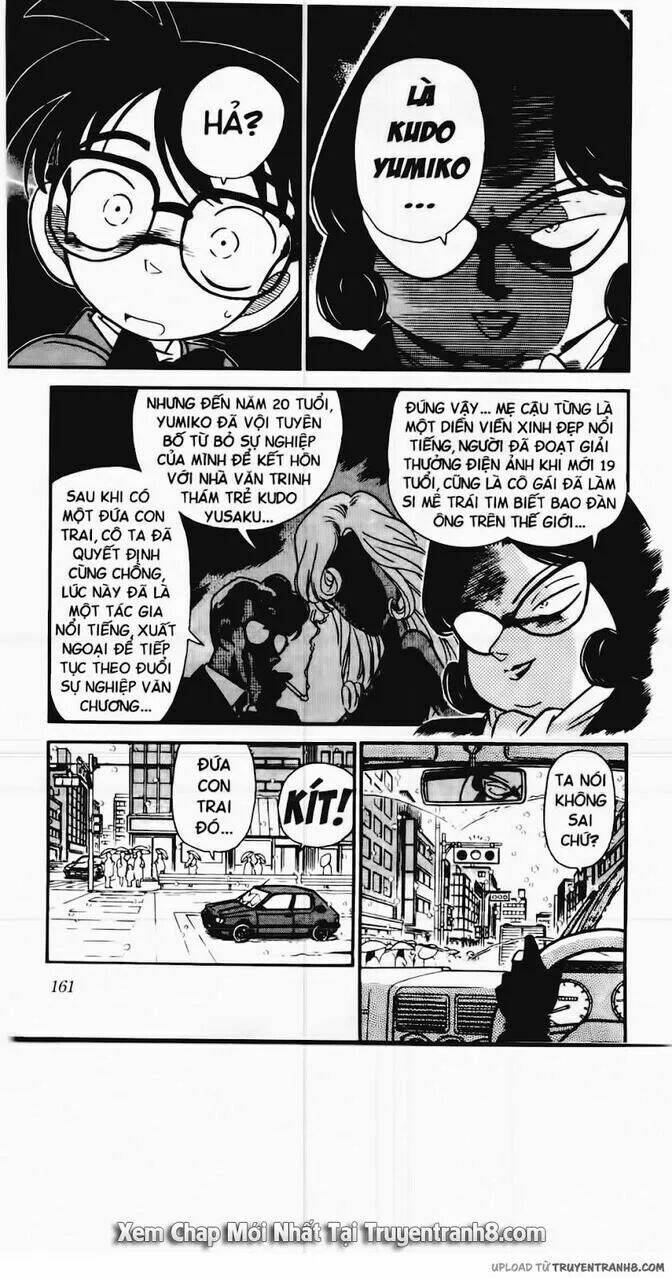 LÀ
KUDO
YUMIKO
...
HẢ?
ĐÚNG VẬY... MẸ CẬU TỪNG LÀ
MỘT DIỄN VIÊN XINH ĐẸP NỔI
TIẾNG, NGƯỜI ĐÃ ĐOẠT GIẢI
THƯỞNG ĐIỆN ẢNH KHI MỚI 19
TUỔI, CŨNG LÀ CÔ GÁI ĐÃ LÀM
SI MÊ TRÁI TIM BIẾT BAO ĐÀN
ÔNG TRÊN THẾ GIỚI...
NHƯNG ĐẾN NĂM 20 TUỔI,
YUMIKO ĐÃ VỘI TUYÊN
BỐ TỪ BỎ SỰ NGHIỆP
CỦA MÌNH ĐỂ KẾT HÔN
VỚI NHÀ VĂN TRINH
THÁM TRẺ KUDO
YUSAKU...
SAU KHI CÓ
MỘT ĐỨA CON
TRAI, CÔ TA ĐÃ
QUYẾT ĐỊNH
CÙNG CHỒNG,
LÚC NÀY ĐÃ LÀ
MỘT TÁC GIA
NỔI TIẾNG, XUẤT
NGOẠI ĐỂ TIẾP
TỤC THEO ĐUỔI
SỰ NGHIỆP VĂN
CHƯƠNG...
TA NÓI
KHÔNG
SAI
CHỨ?
KÍT!
ĐỨA
CON
TRAI
ĐÓ...
161
Xem Chap Mới Nhất Tại Truyentranh8.com
UPLOAD TỪ TRUYENTRANH8.COM